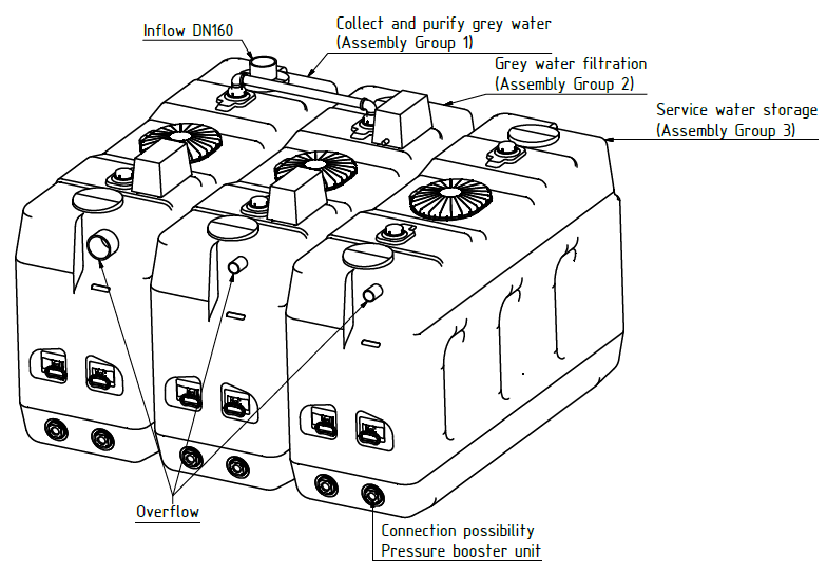 Inflow DN160
Collect and purify grey water
(Assembly Group 1)
Grey water filtration
(Assembly Group 2)
Service water storage
(Assembly Group 3)
Overflow
Connection possibility
Pressure booster unit